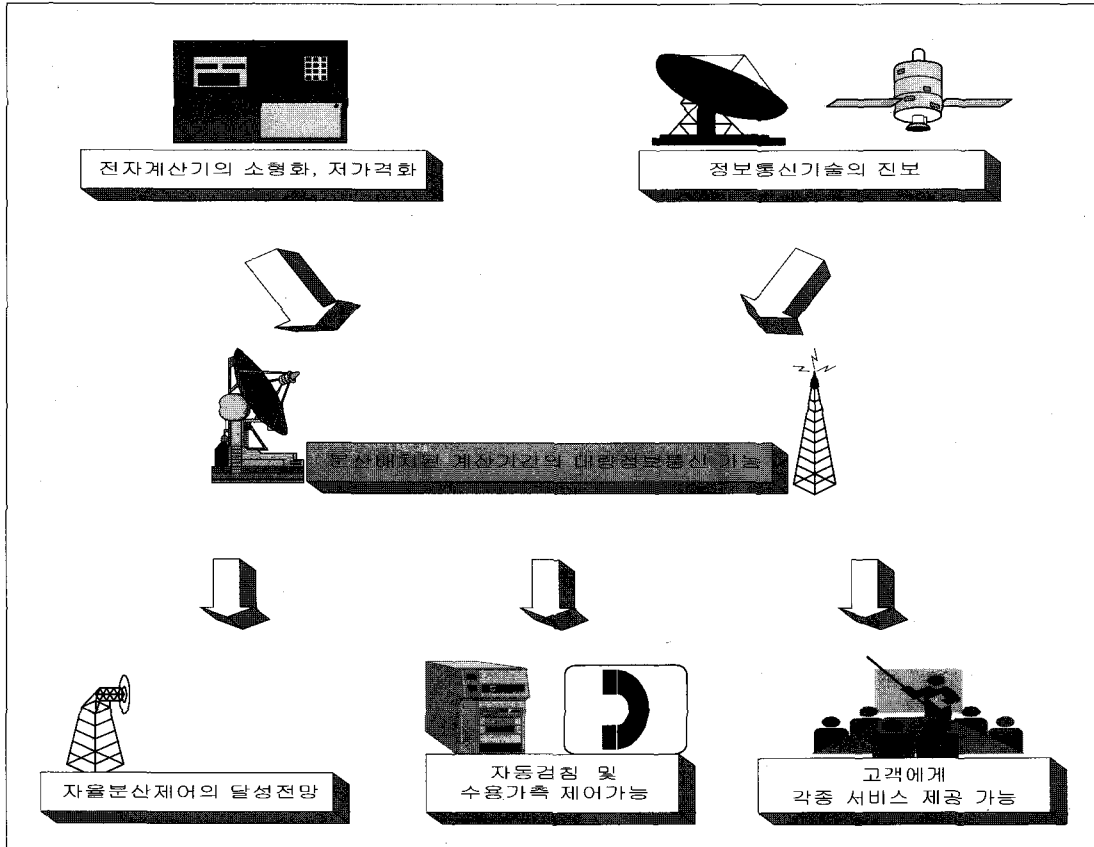 전자계산기의 소형화, 저가격화
정보통신기술의 진보
분산배치된 계산기간의 대량정보통신 가능
자율분산제어의 달성전망
자동검침 및
수용가측 제어가능
고객에게
각종 서비스 제공 가능